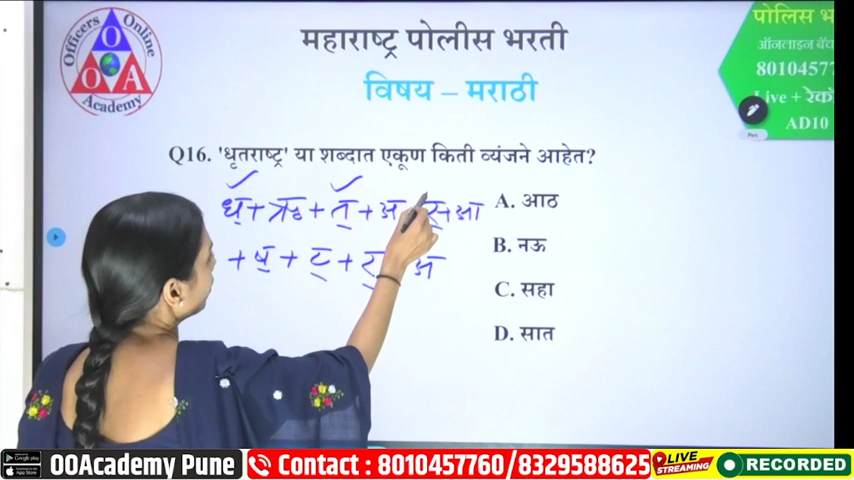 Officers Online
O
O A
Academy
महाराष्ट्र पोलीस भरती
विषय – मराठी
पोलिस भ
ऑनलाइन बॅच
80104577
Live + रेकॉ
AD10
Pen
Q16. 'धृतराष्ट्र' या शब्दात एकूण किती व्यंजने आहेत?
ध् + ऋ + त् + अ र् + आ
+ ष् + ट् + र् अ
A. आठ
B. नऊ
C. सहा
D. सात
OOAcademy Pune
Contact : 8010457760/8329588625
LIVE STREAMING
RECORDED